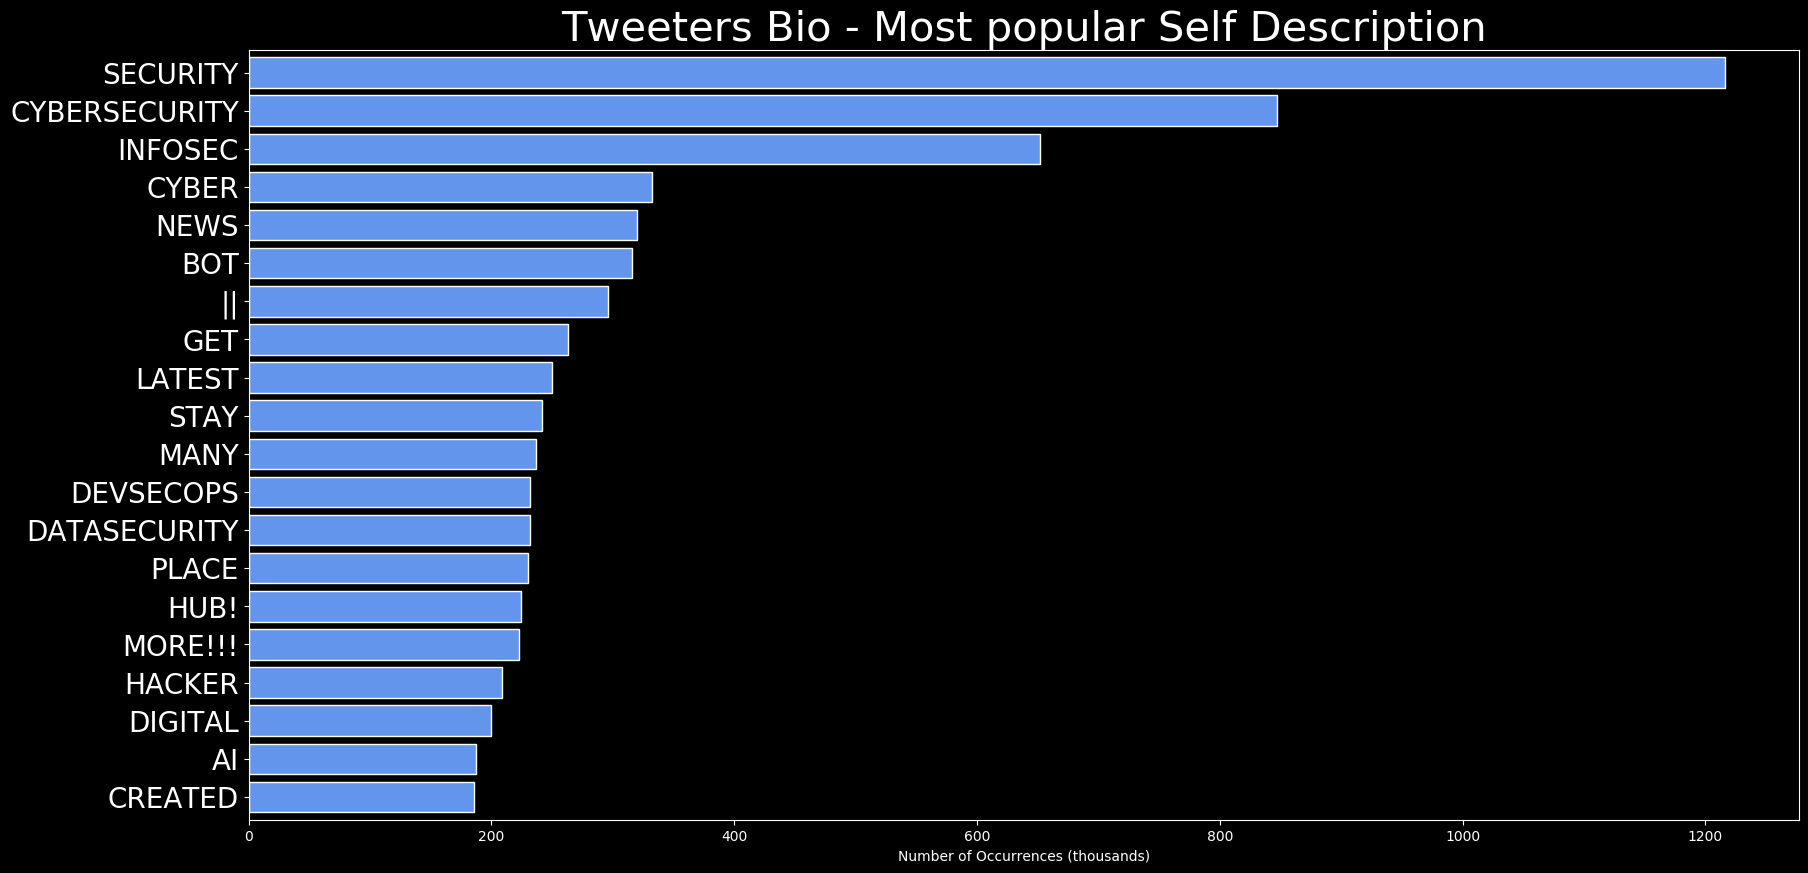 Tweeters Bio - Most popular Self Description
SECURITY
CYBERSECURITY
INFOSEC
CYBER
NEWS
BOT
||
GET
LATEST
STAY
MANY
DEVSECOPS
DATASECURITY
PLACE
HUB!
MORE!!!
HACKER
DIGITAL
AI
CREATED
0 200 400 600 800 1000 1200
Number of Occurrences (thousands)